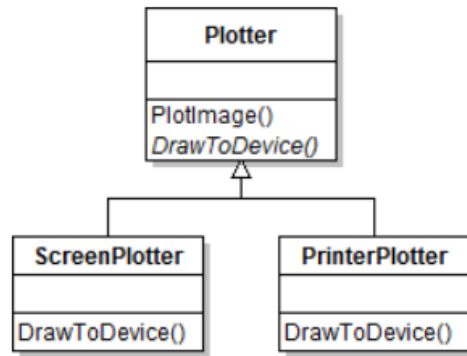 Plotter
PlotImage()
DrawToDevice()
ScreenPlotter
DrawToDevice()
PrinterPlotter
DrawToDevice()